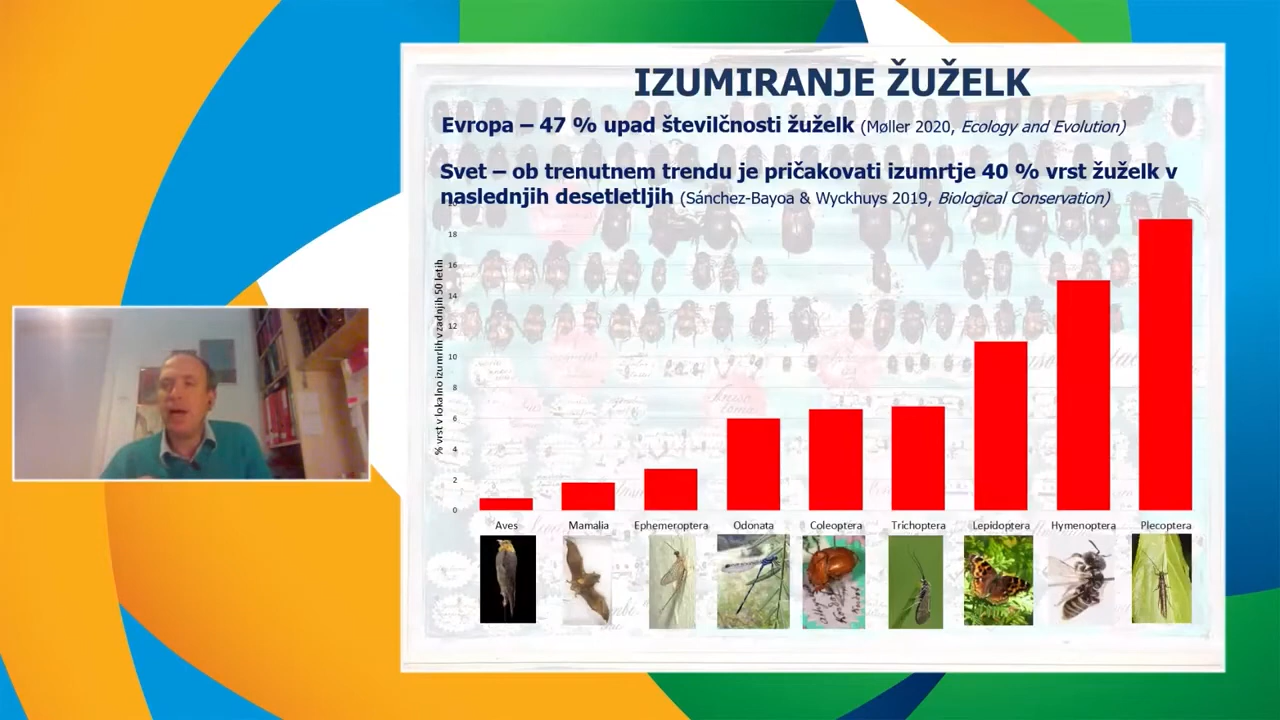 IZUMIRANJE ŽUŽELK
Evropa – 47 % upad številčnosti žuželk (Møller 2020, Ecology and Evolution)
Svet – ob trenutnem trendu je pričakovati izumrtje 40 % vrst žuželk v
naslednjih desetletljih (Sánchez-Bayoa & Wyckhuys 2019, Biological Conservation)
% vrst v lokalno izumrlih v zadnjih 50 letih
20
18
16
14
12
10
8
6
4
2
0
Aves Mamalia Ephemeroptera Odonata Coleoptera Trichoptera Lepidoptera Hymenoptera Plecoptera